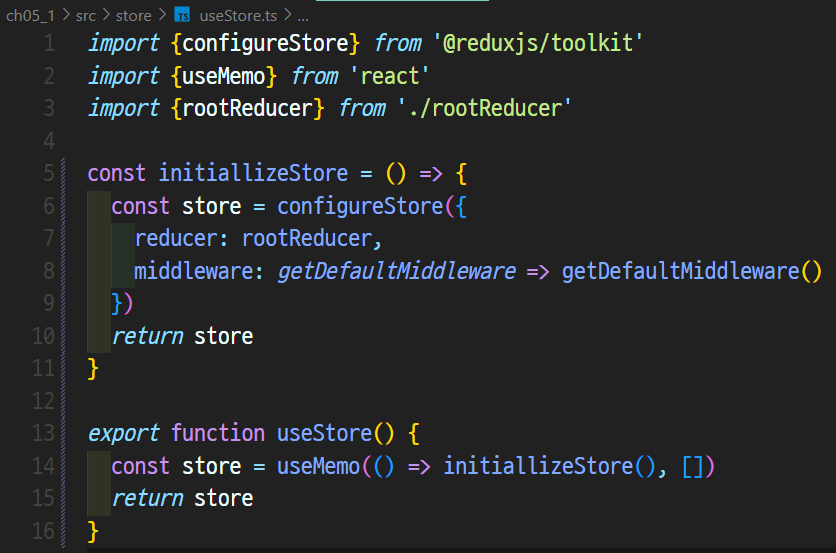 ch05_1 > src > store > TS useStore.ts > ...
1 import {configureStore} from '@reduxjs/toolkit'
2 import {useMemo} from 'react'
3 import {rootReducer} from './rootReducer'
4
5 const initiallizeStore = () => {
6   const store = configureStore({
7     reducer: rootReducer,
8     middleware: getDefaultMiddleware => getDefaultMiddleware()
9   })
10   return store
11 }
12
13 export function useStore() {
14   const store = useMemo(() => initiallizeStore(), [])
15   return store
16 }